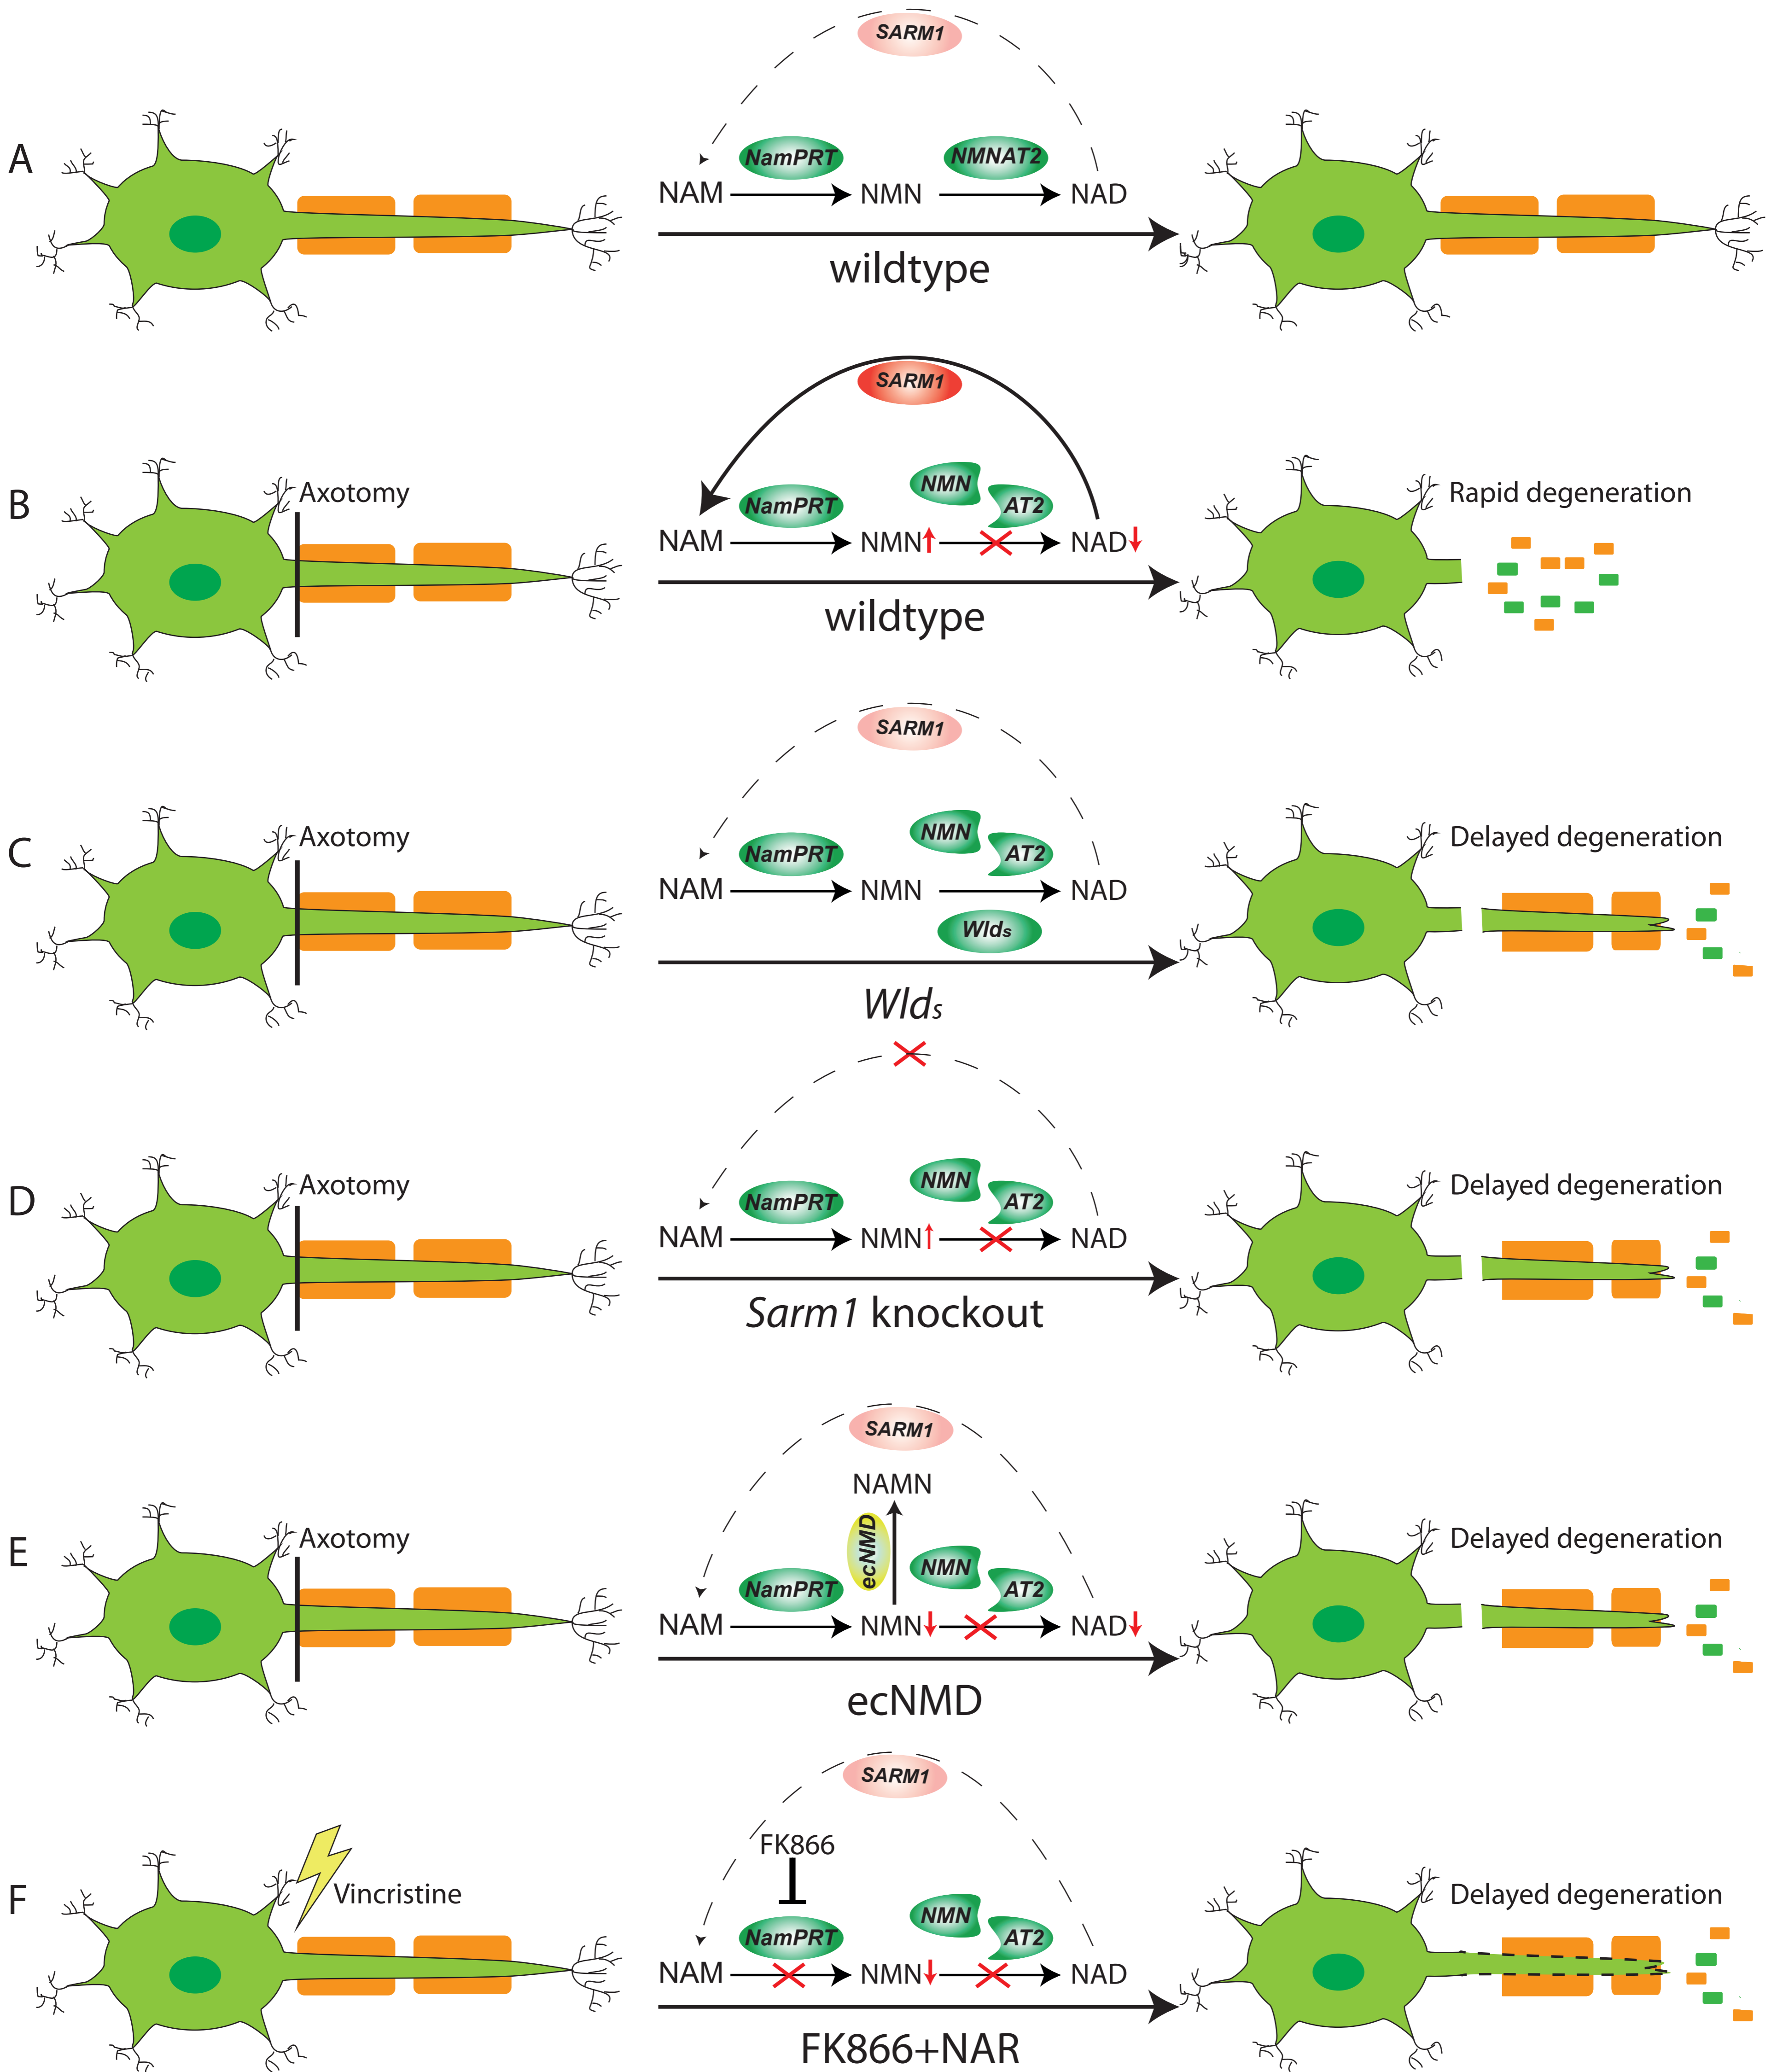 SARM1
A
NamPRT
NMNAT2
NAM
NMN
NAD
wildtype
SARM1
B
Axotomy
NamPRT
NMN
AT2
Rapid degeneration
NAM
NMN
NAD
wildtype
SARM1
C
Axotomy
NamPRT
NMN
AT2
Delayed degeneration
NAM
NMN
NAD
Wlds
Wlds
D
Axotomy
NamPRT
NMN
AT2
Delayed degeneration
NAM
NMN
NAD
Sarm1 knockout
SARM1
NAMN
E
Axotomy
ecNMD
NamPRT
NMN
AT2
Delayed degeneration
NAM
NMN
NAD
ecNMD
SARM1
FK866
F
Vincristine
NamPRT
NMN
AT2
Delayed degeneration
NAM
NMN
NAD
FK866+NAR